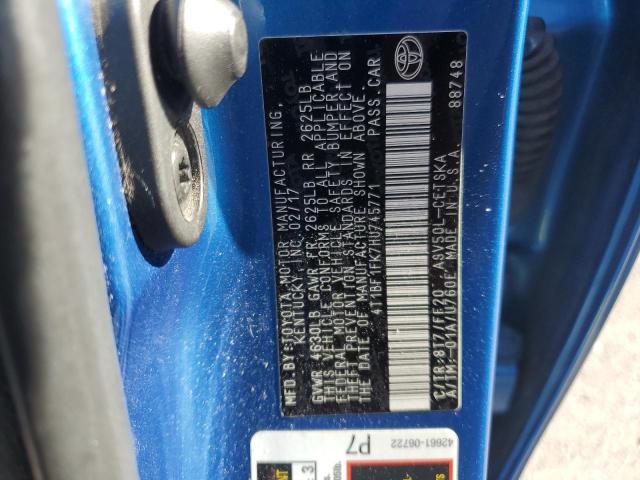 MFD. BY: TOYOTA MOTOR MANUFACTURING,
KENTUCKY, INC. 02/17
GVWR 4630LB GAWR FR 2625LB RR 2625LB
THIS VEHICLE CONFORMS TO ALL APPLICABLE
FEDERAL MOTOR VEHICLE SAFETY, BUMPER, AND
THEFT PREVENTION STANDARDS IN EFFECT ON
THE DATE OF MANUFACTURE SHOWN ABOVE.
4T1BF1FK7HU745771 PASS. CAR
C/TR:8T7/FE20 ASV50L-CETSKA
A/TM:-01A/U760E MADE IN U.S.A.
88748
42661-06722
P7
3